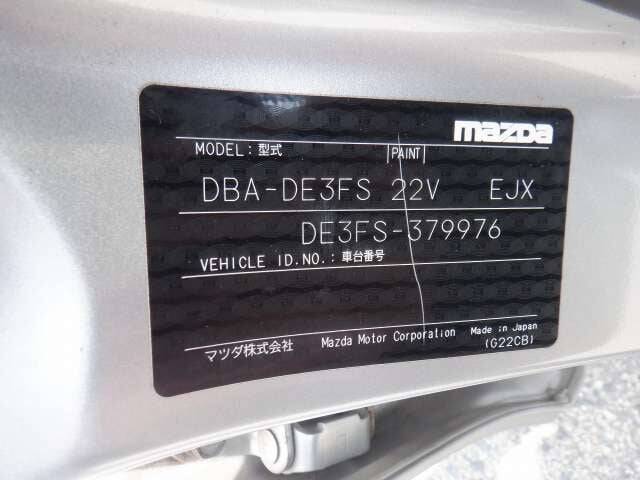 mazda
MODEL: 型式 |PAINT|
DBA-DE3FS 22V EJX
DE3FS-379976
VEHICLE ID.NO.: 車台番号
マツダ株式会社 Mazda Motor Corporation Made in Japan
(G22CB)